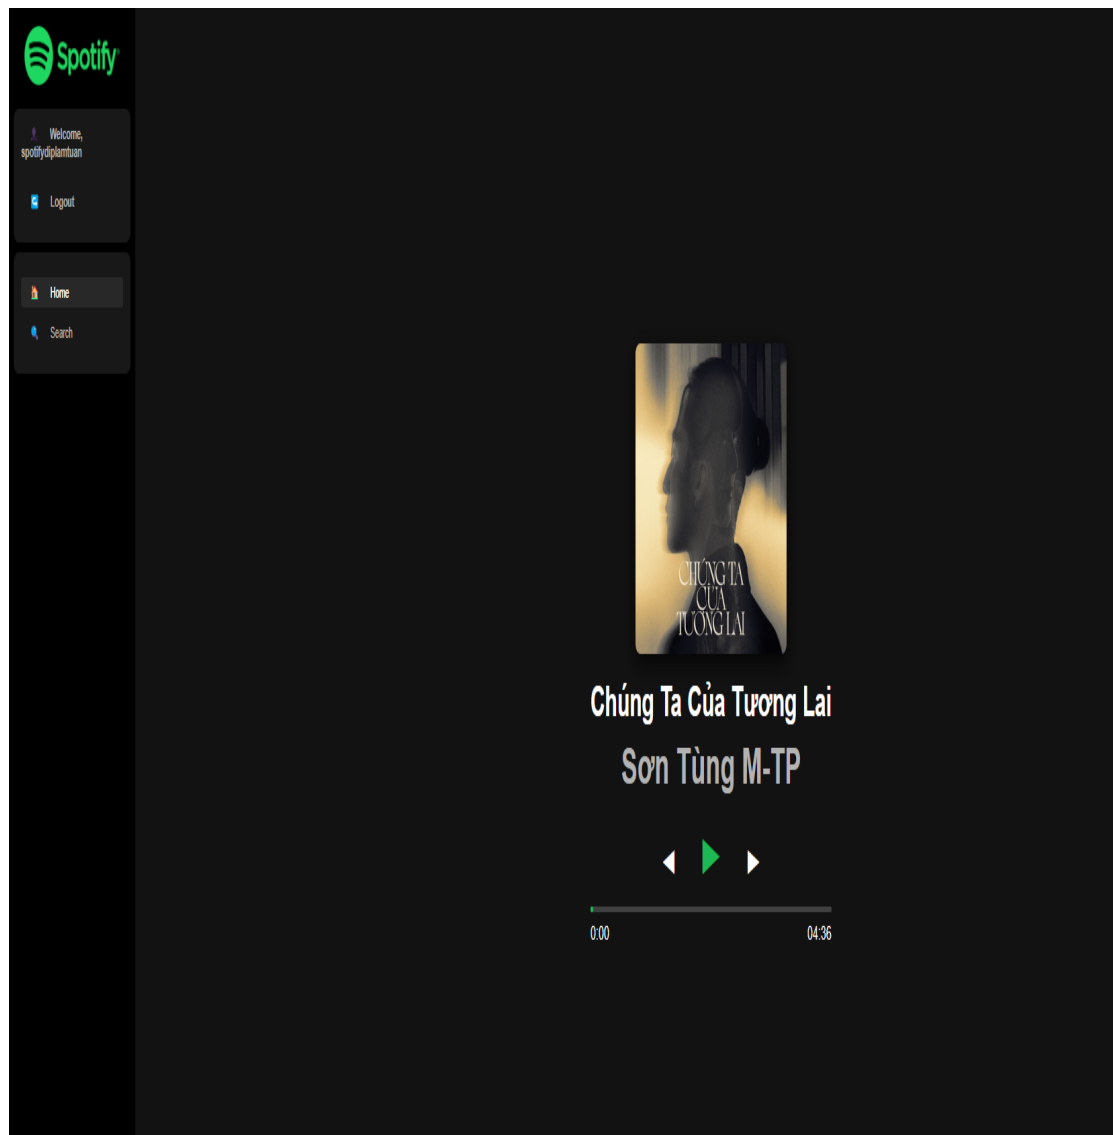 Spotify
Welcome,
spotifydiplamtuan
Logout
Home
Search
CHÚNG TA
CỦA
TƯƠNG LAI
Chúng Ta Của Tương Lai
Sơn Tùng M-TP
0:00
04:36